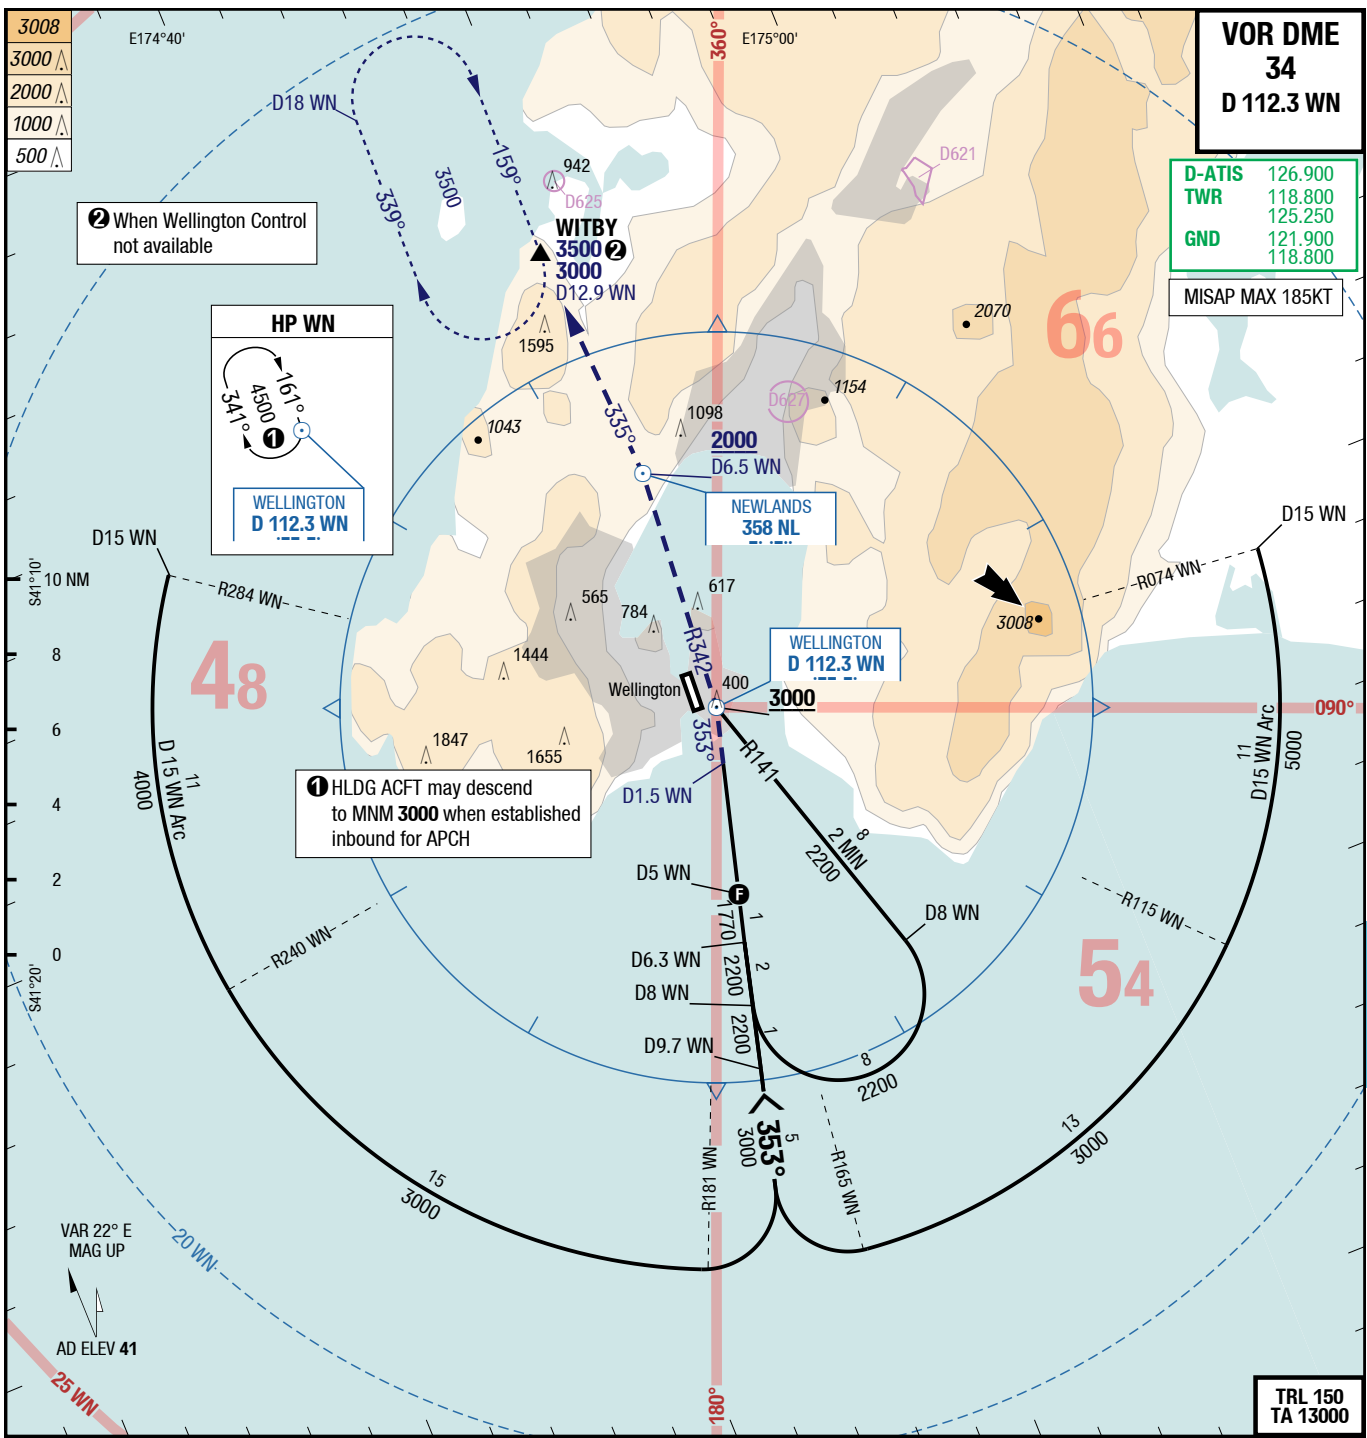 3008
3000
2000
1000
500
E174°40'
360°
E175°00'
VOR DME
34
D 112.3 WN
D-ATIS 126.900
TWR 118.800
125.250
GND 121.900
118.800
MISAP MAX 185KT
D18 WN
159°
3500
339°
942
D625
D621
❷ When Wellington Control
not available
WITBY
3500 ❷
3000
D12.9 WN
1595
2070
66
HP WN
161°
4500 ❶
341°
WELLINGTON
D 112.3 WN
1043
335°
1098
D627
1154
2000
D6.5 WN
NEWLANDS
358 NL
D15 WN
D15 WN
S41°10'
10 NM
8
6
4
2
0
S41°20'
R284 WN
R074 WN
565
784
617
3008
48
1444
R342
WELLINGTON
D 112.3 WN
Wellington
400
3000
090°
353°
1847
1655
R141
11
D15 WN Arc
4000
11
D15 WN Arc
5000
D1.5 WN
❶ HLDG ACFT may descend
to MNM 3000 when established
inbound for APCH
8
2 MIN
2200
D5 WN
F
1
1770
D8 WN
R115 WN
R240 WN
D6.3 WN
2
2200
54
D8 WN
1
2200
D9.7 WN
8
2200
353°
5
3000
R181 WN
R165 WN
13
3000
15
3000
VAR 22° E
MAG UP
20 WN
AD ELEV 41
25 WN
180°
TRL 150
TA 13000